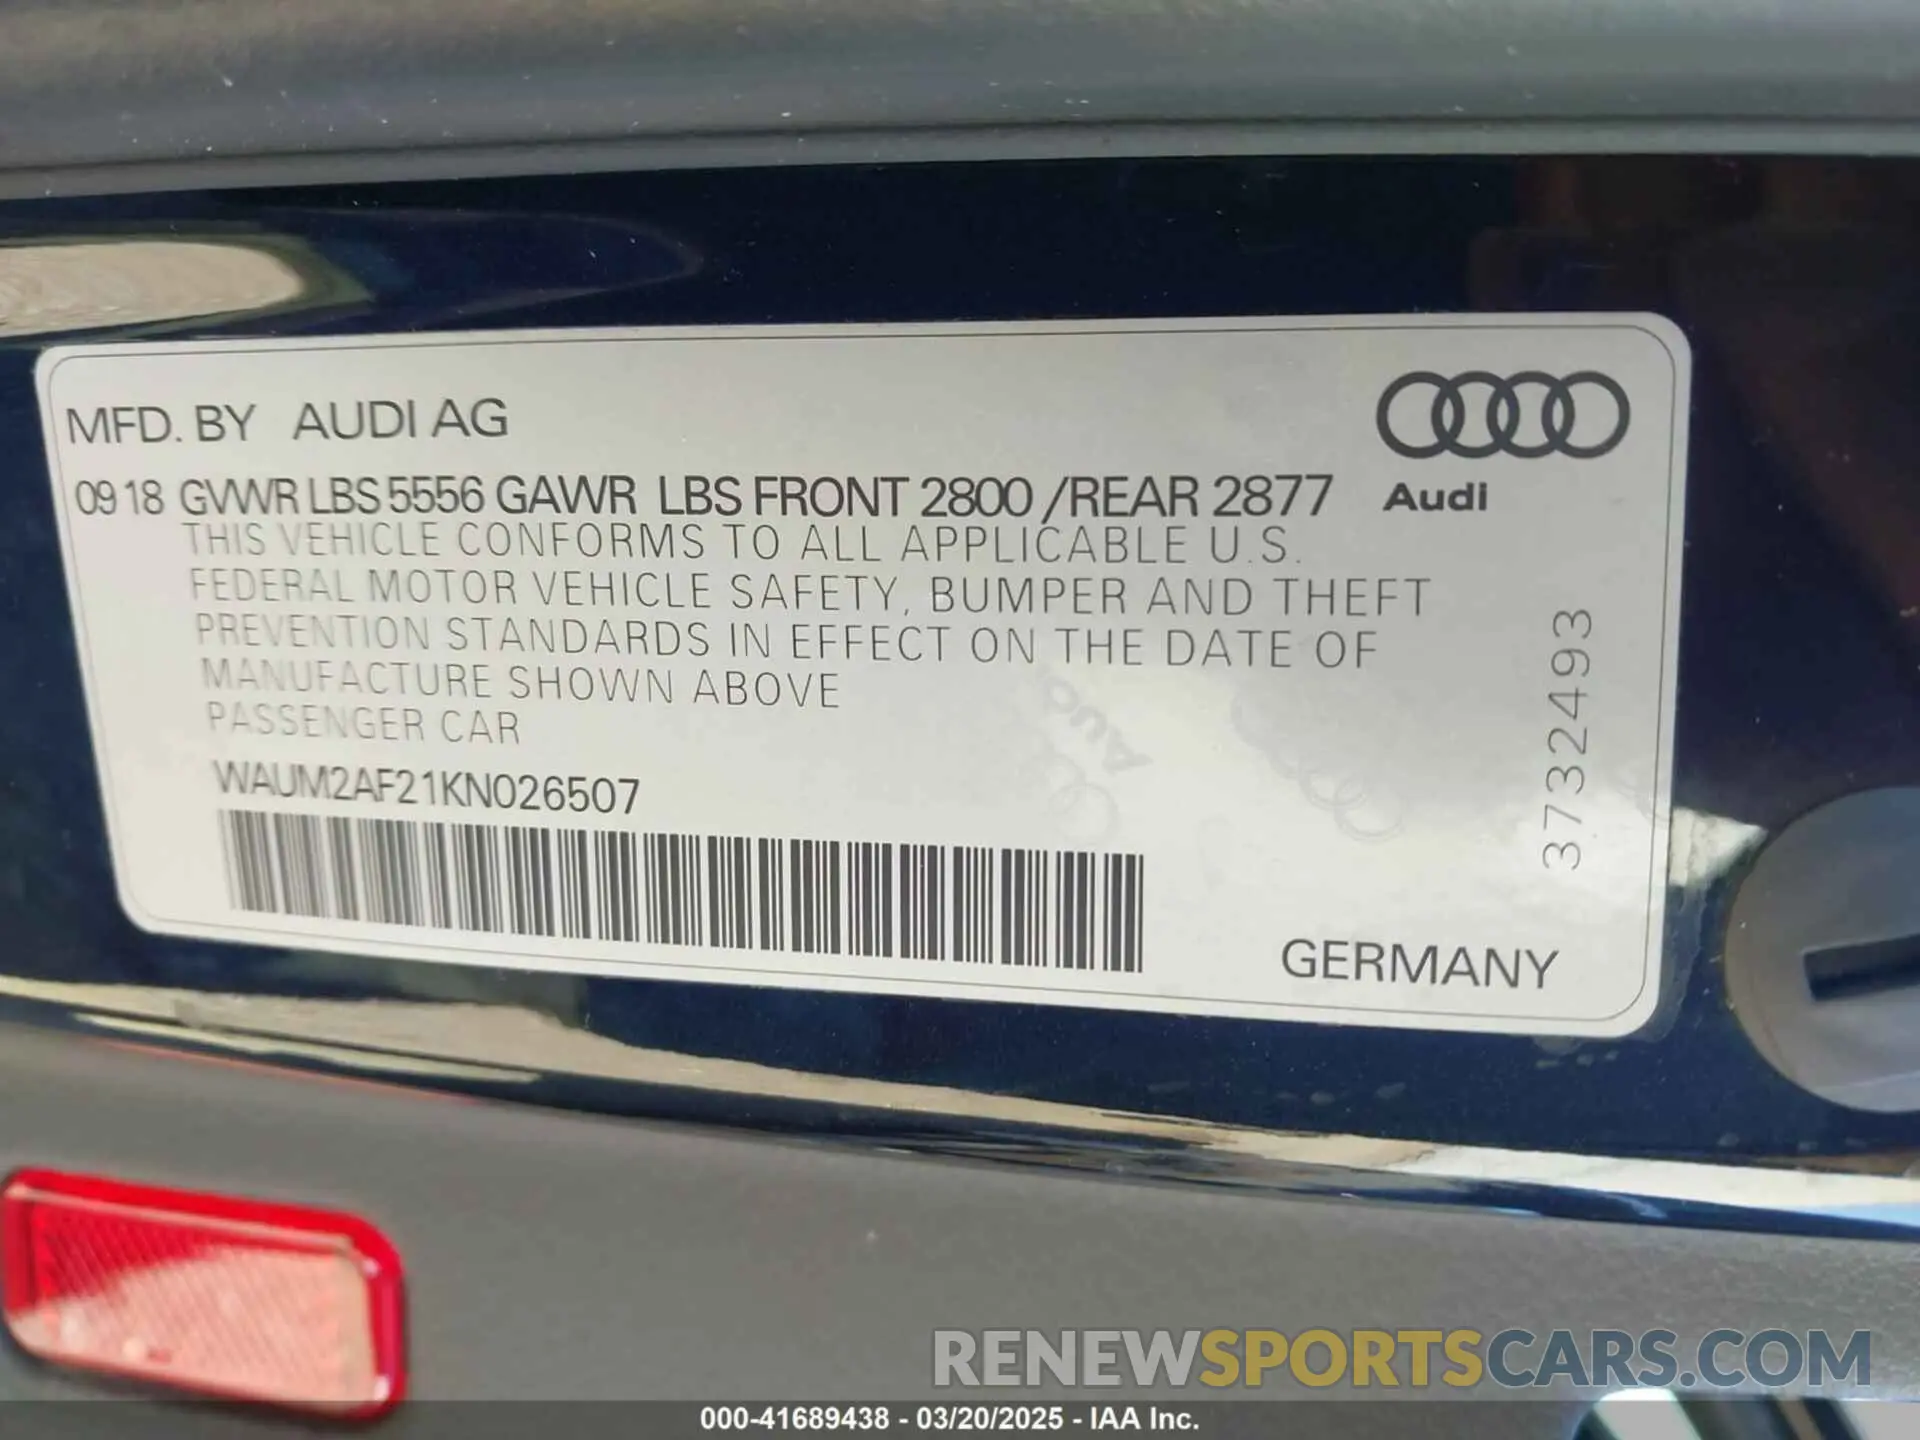 MFD. BY AUDI AG
09 18 GVWR LBS 5556 GAWR LBS FRONT 2800 /REAR 2877
Audi
THIS VEHICLE CONFORMS TO ALL APPLICABLE U.S.
FEDERAL MOTOR VEHICLE SAFETY, BUMPER AND THEFT
PREVENTION STANDARDS IN EFFECT ON THE DATE OF
MANUFACTURE SHOWN ABOVE
PASSENGER CAR
WAUM2AF21KN026507
3732493
GERMANY
RENEWSPORTSCARS.COM
000-41689438 - 03/20/2025 - IAA Inc.